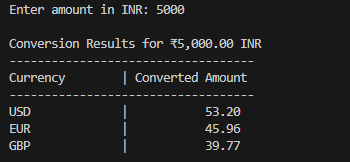 Enter amount in INR: 5000
Conversion Results for ₹5,000.00 INR
-----------------------------------
Currency        | Converted Amount
-----------------------------------
USD             |            53.20
EUR             |            45.96
GBP             |            39.77